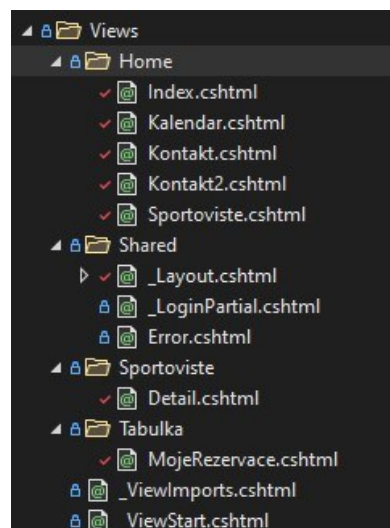 Views
Home
Index.cshtml
Kalendar.cshtml
Kontakt.cshtml
Kontakt2.cshtml
Sportoviste.cshtml
Shared
_Layout.cshtml
_LoginPartial.cshtml
Error.cshtml
Sportoviste
Detail.cshtml
Tabulka
MojeRezervace.cshtml
_ViewImports.cshtml
_ViewStart.cshtml